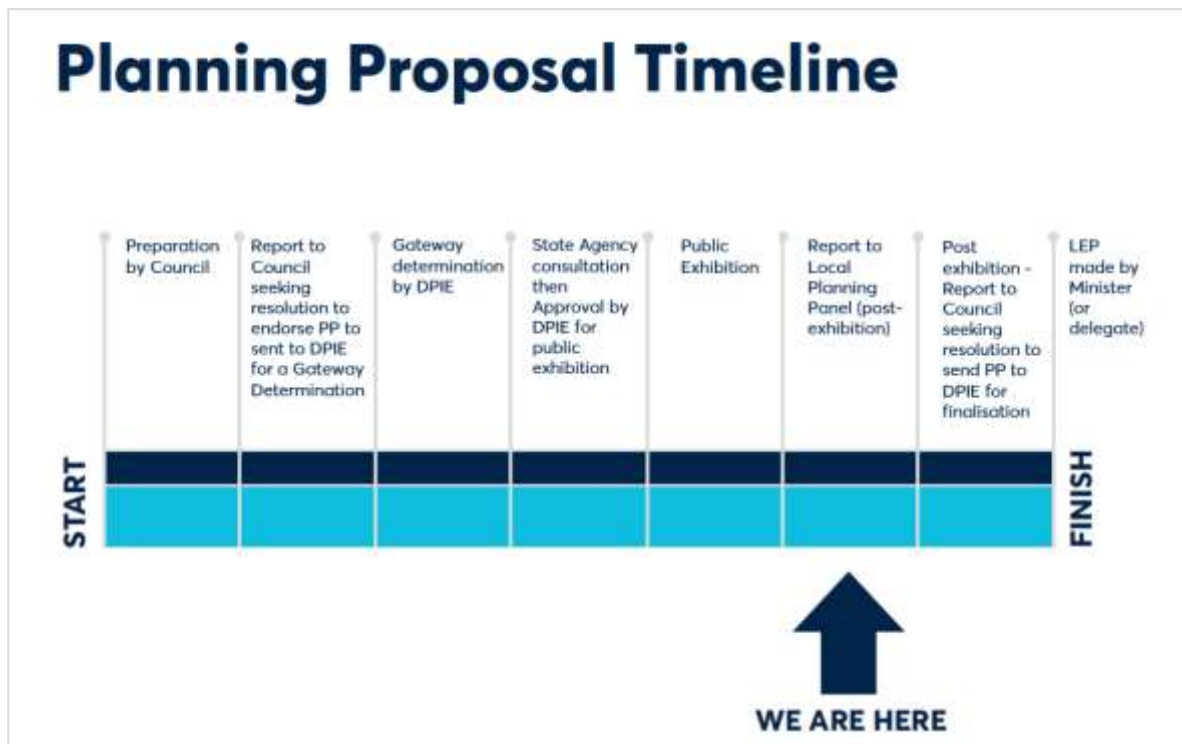 Planning Proposal Timeline
Preparation
by Council
Report to
Council
seeking
resolution to
endorse PP to
sent to DPIE
for a Gateway
Determination
Gateway
determination
by DPIE
State Agency
consultation
then
Approval by
DPIE for
public
exhibition
Public
Exhibition
Report to
Local
Planning
Panel (post-
exhibition)
Post
exhibition -
Report to
Council
seeking
resolution to
send PP to
DPIE for
finalisation
LEP
made by
Minister
(or
delegate)
START
FINISH
WE ARE HERE